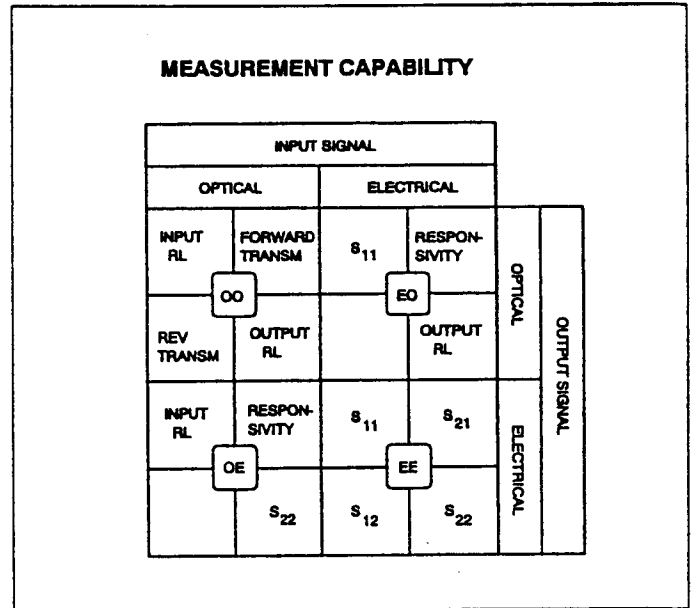 MEASUREMENT CAPABILITY
INPUT SIGNAL
OPTICAL
ELECTRICAL
INPUT
RL
FORWARD
TRANSM
S11
RESPON-
SIVITY
OO
EO
REV
TRANSM
OUTPUT
RL
OUTPUT
RL
OPTICAL
OUTPUT SIGNAL
INPUT
RL
RESPON-
SIVITY
S11
S21
OE
EE
S22
S12
S22
ELECTRICAL